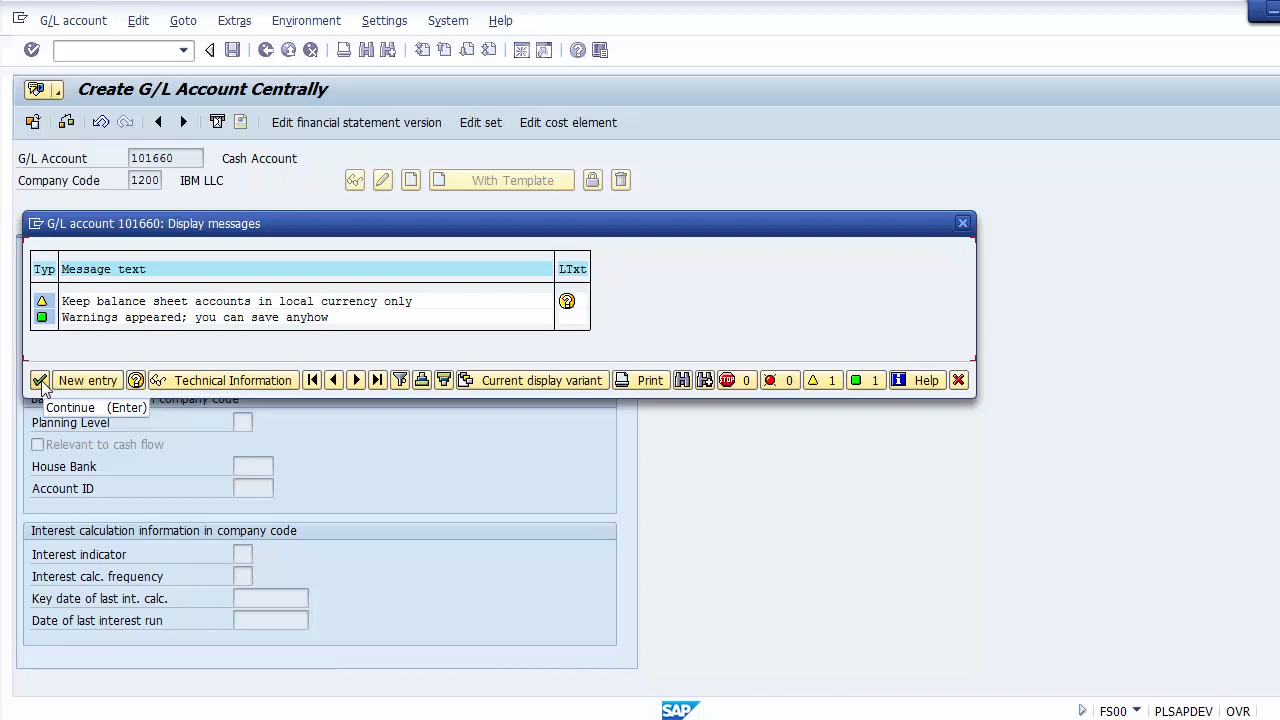 G/L account Edit Goto Extras Environment Settings System Help
Create G/L Account Centrally
Edit financial statement version Edit set Edit cost element
G/L Account 101660 Cash Account
Company Code 1200 IBM LLC With Template
G/L account 101660: Display messages
Typ Message text LTxt
Keep balance sheet accounts in local currency only
Warnings appeared; you can save anyhow
New entry Technical Information Current display variant Print STOP 0 0 1 1 Help
Continue (Enter)
company code
Planning Level
Relevant to cash flow
House Bank
Account ID
Interest calculation information in company code
Interest indicator
Interest calc. frequency
Key date of last int. calc.
Date of last interest run
SAP FS00 PLSAPDEV OVR